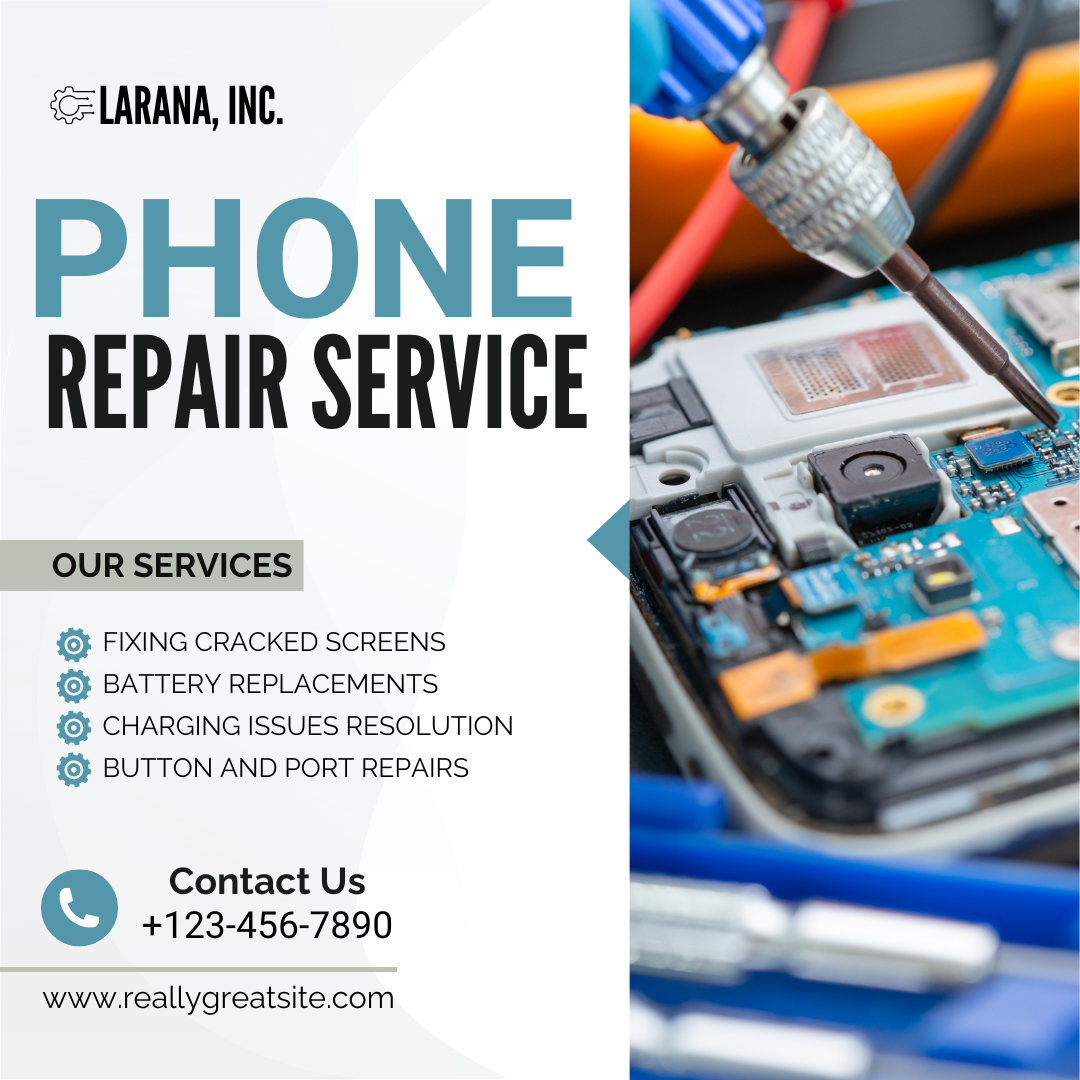 LARANA, INC.
PHONE
REPAIR SERVICE
OUR SERVICES
FIXING CRACKED SCREENS
BATTERY REPLACEMENTS
CHARGING ISSUES RESOLUTION
BUTTON AND PORT REPAIRS
Contact Us
+123-456-7890
www.reallygreatsite.com